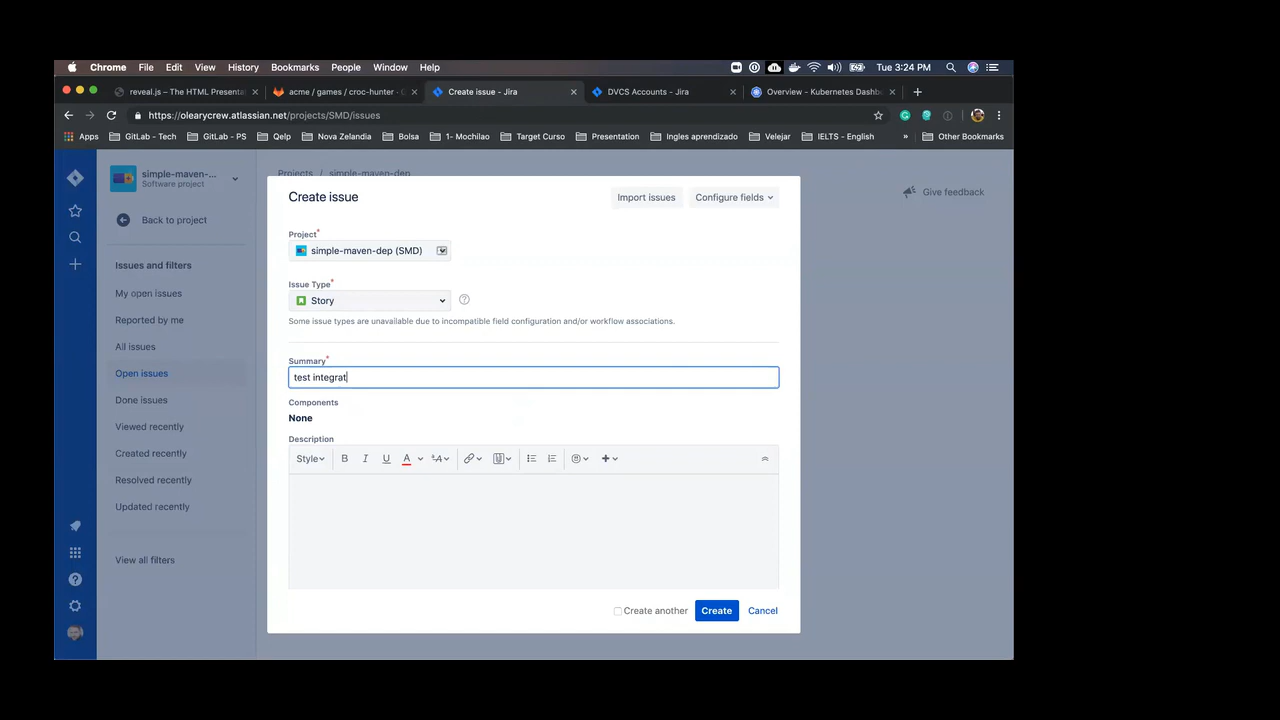 Chrome File Edit View History Bookmarks People Window Help Tue 3:24 PM
reveal.js – The HTML Presenta acme / games / croc-hunter · Create issue - Jira DVCS Accounts - Jira Overview - Kubernetes Dashb
https://olearycrew.atlassian.net/projects/SMD/issues
Apps GitLab - Tech GitLab - PS Qelp Nova Zelandia Bolsa 1- Mochilao Target Curso Presentation Ingles aprendizado Velejar IELTS - English » Other Bookmarks
simple-maven-...
Software project
Back to project
Issues and filters
My open issues
Reported by me
All issues
Open issues
Done issues
Viewed recently
Created recently
Resolved recently
Updated recently
View all filters
Projects / simple-maven-dep
Give feedback
Create issue Import issues Configure fields
Project*
simple-maven-dep (SMD)
Issue Type*
Story
Some issue types are unavailable due to incompatible field configuration and/or workflow associations.
Summary*
test integrat
Components
None
Description
Style B I U A
Create another Create Cancel